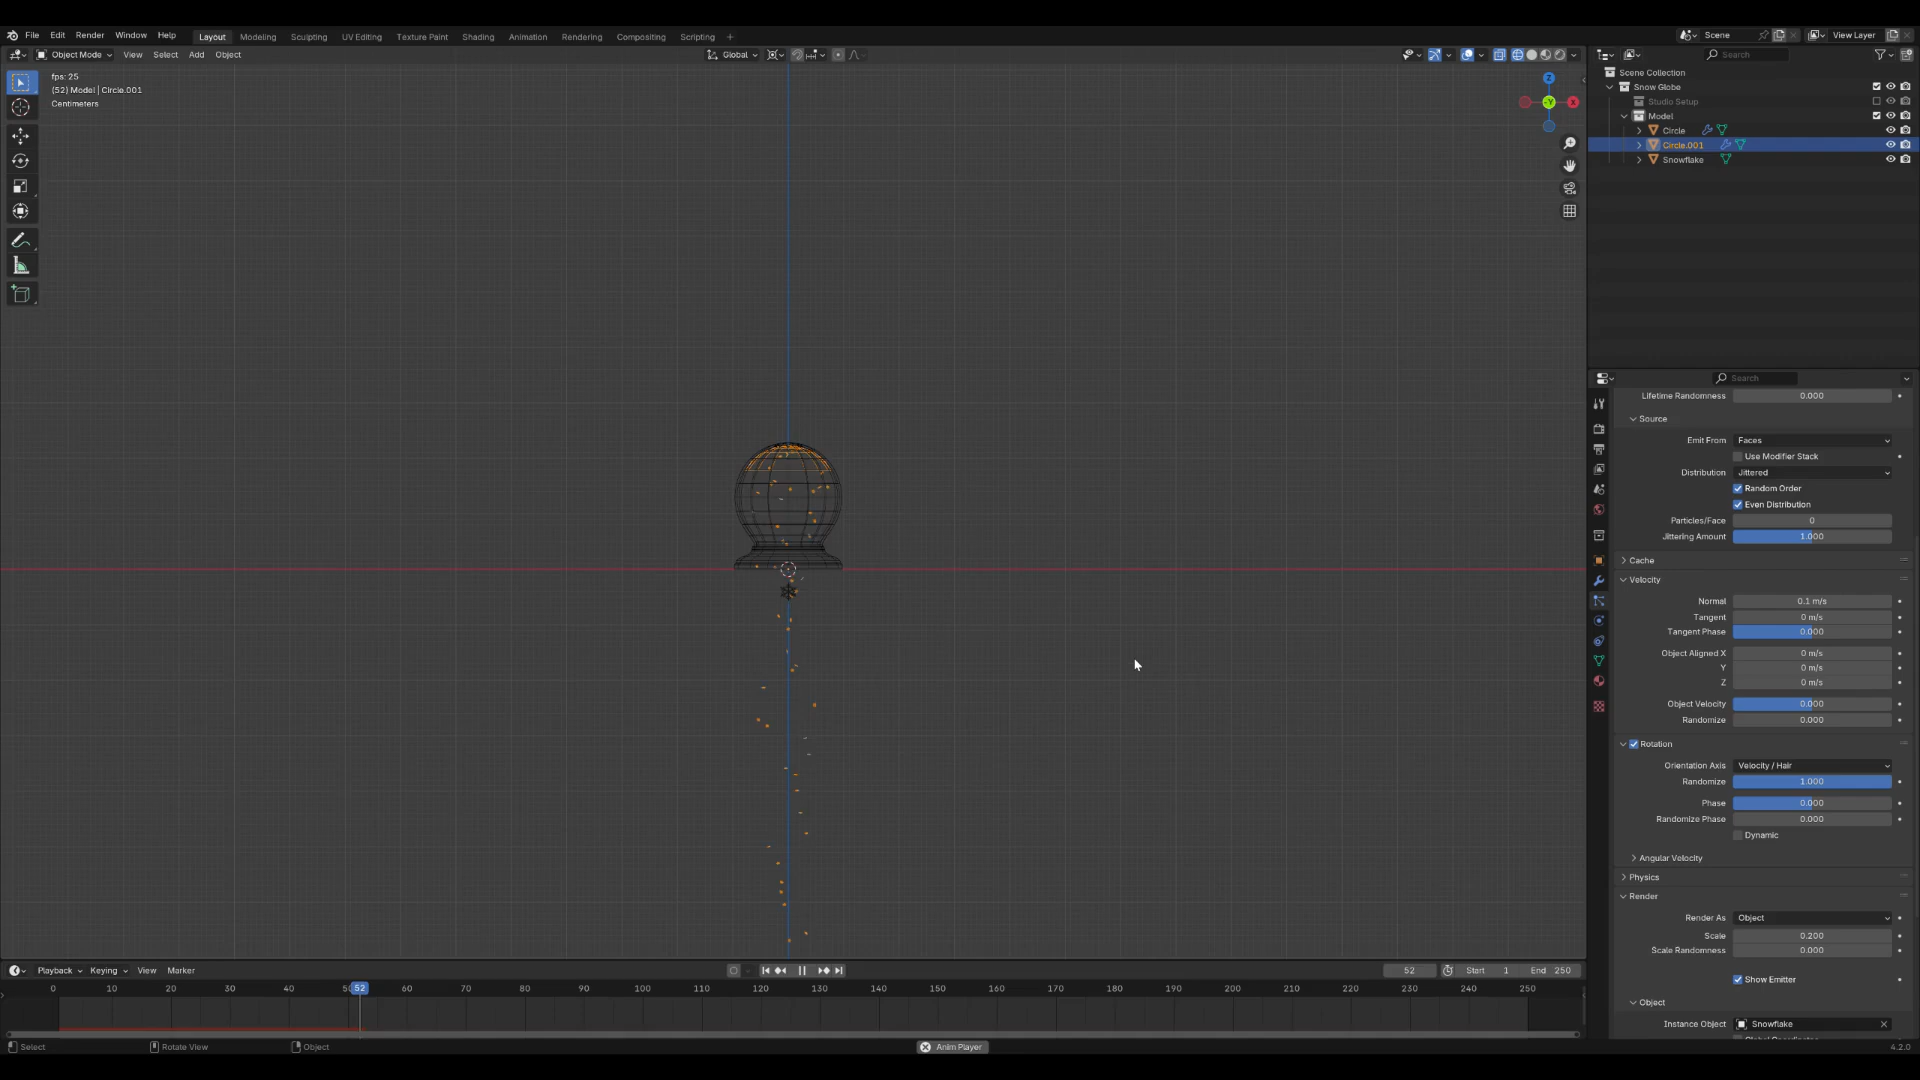 File Edit Render Window Help Layout Modeling Sculpting UV Editing Texture Paint Shading Animation Rendering Compositing Scripting + Scene View Layer
Object Mode View Select Add Object Global Search
fps: 25
(52) Model | Circle.001
Centimeters
Z
-Y
X
Scene Collection
Snow Globe
Studio Setup
Model
Circle
Circle.001
Snowflake
Search
Lifetime Randomness 0.000
Source
Emit From Faces
Use Modifier Stack
Distribution Jittered
Random Order
Even Distribution
Particles/Face 0
Jittering Amount 1.000
Cache
Velocity
Normal 0.1 m/s
Tangent 0 m/s
Tangent Phase 0.000
Object Aligned X 0 m/s
Y 0 m/s
Z 0 m/s
Object Velocity 0.000
Randomize 0.000
Rotation
Orientation Axis Velocity / Hair
Randomize 1.000
Phase 0.000
Randomize Phase 0.000
Dynamic
Angular Velocity
Physics
Render
Render As Object
Scale 0.200
Scale Randomness 0.000
Show Emitter
Object
Instance Object Snowflake
Playback Keying View Marker 52 Start 1 End 250
0 10 20 30 40 52 60 70 80 90 100 110 120 130 140 150 160 170 180 190 200 210 220 230 240 250
Select Rotate View Object Anim Player 4.2.0